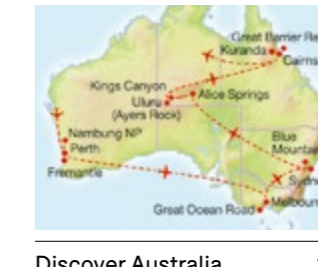 Great Barrier Re
Kuranda
Cairns
Kings Canyon
Alice Springs
Uluru
(Ayers Rock)
Nambung NP
Perth
Fremantle
Blue
Mountai
Sydn
Melbourn
Great Ocean Road
Discover Australia